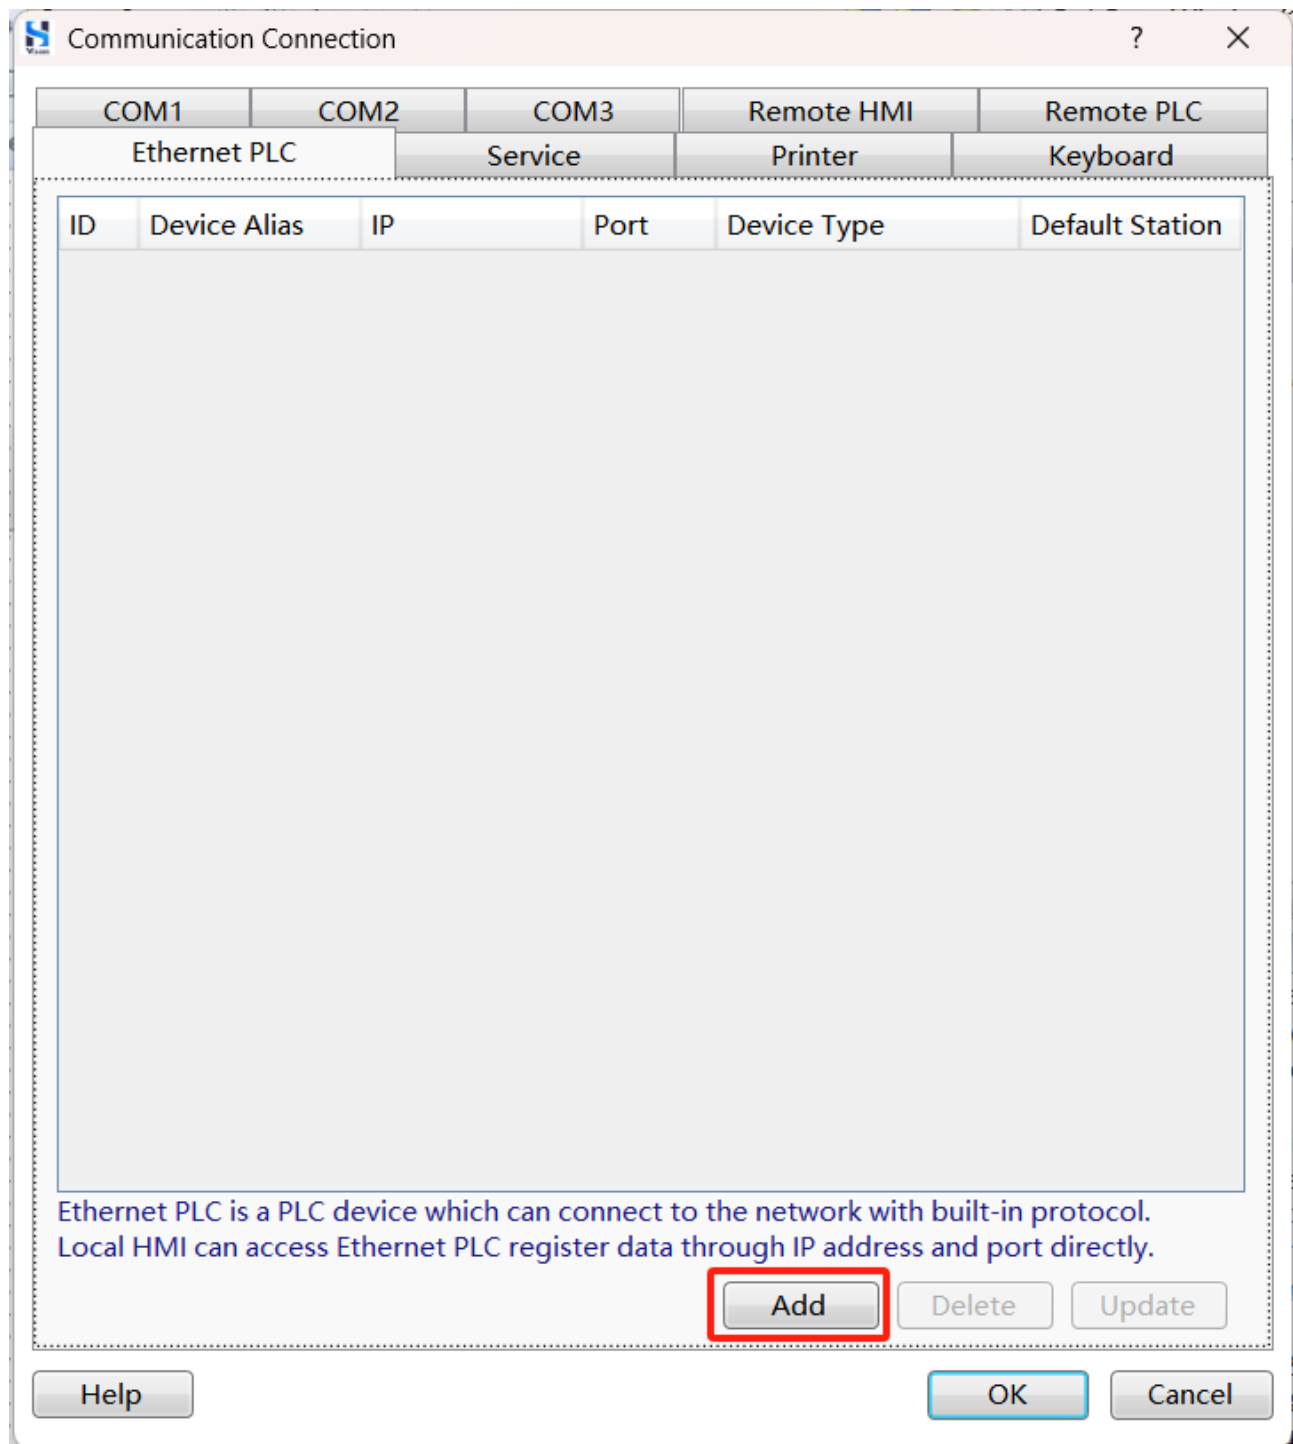 Communication Connection ?
COM1 COM2 COM3 Remote HMI Remote PLC
Ethernet PLC Service Printer Keyboard
ID Device Alias IP Port Device Type Default Station
Ethernet PLC is a PLC device which can connect to the network with built-in protocol.
Local HMI can access Ethernet PLC register data through IP address and port directly.
Add Delete Update
Help OK Cancel